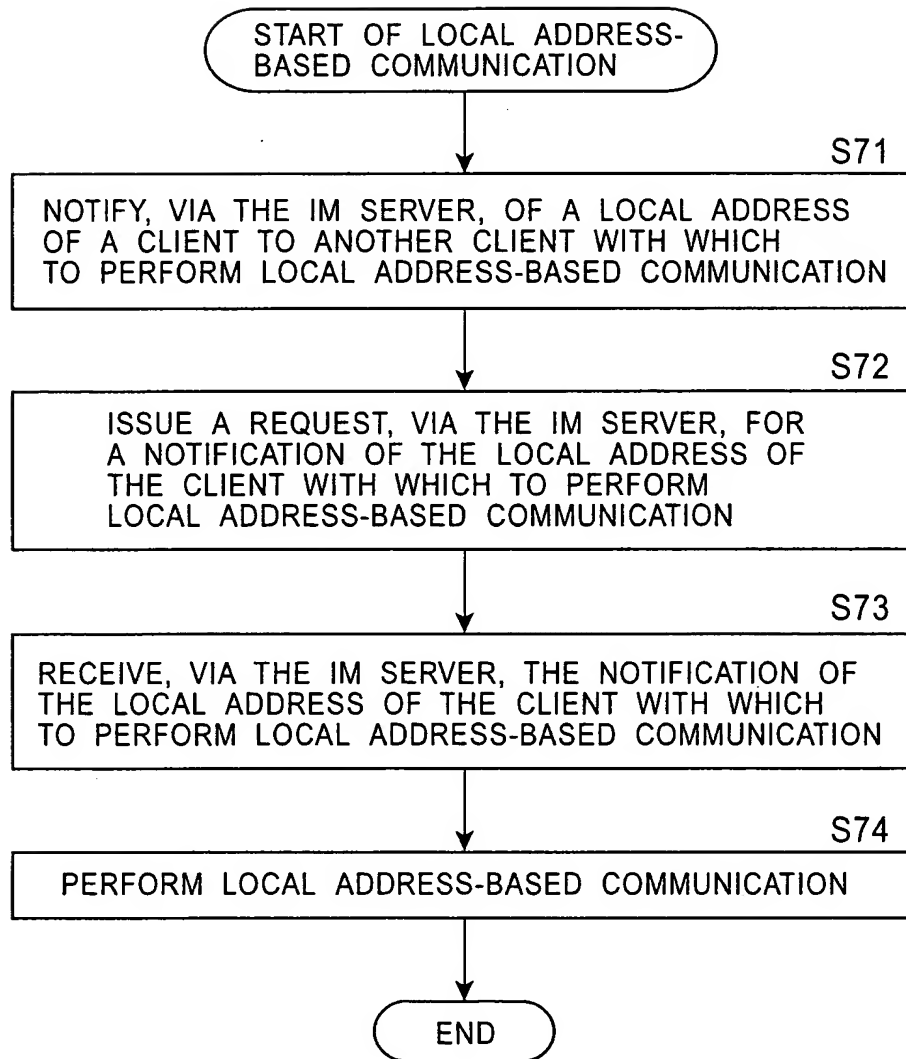 START OF LOCAL ADDRESS-
BASED COMMUNICATION
S71
NOTIFY, VIA THE IM SERVER, OF A LOCAL ADDRESS
OF A CLIENT TO ANOTHER CLIENT WITH WHICH
TO PERFORM LOCAL ADDRESS-BASED COMMUNICATION
S72
ISSUE A REQUEST, VIA THE IM SERVER, FOR
A NOTIFICATION OF THE LOCAL ADDRESS OF
THE CLIENT WITH WHICH TO PERFORM
LOCAL ADDRESS-BASED COMMUNICATION
S73
RECEIVE, VIA THE IM SERVER, THE NOTIFICATION OF
THE LOCAL ADDRESS OF THE CLIENT WITH WHICH
TO PERFORM LOCAL ADDRESS-BASED COMMUNICATION
S74
PERFORM LOCAL ADDRESS-BASED COMMUNICATION
END